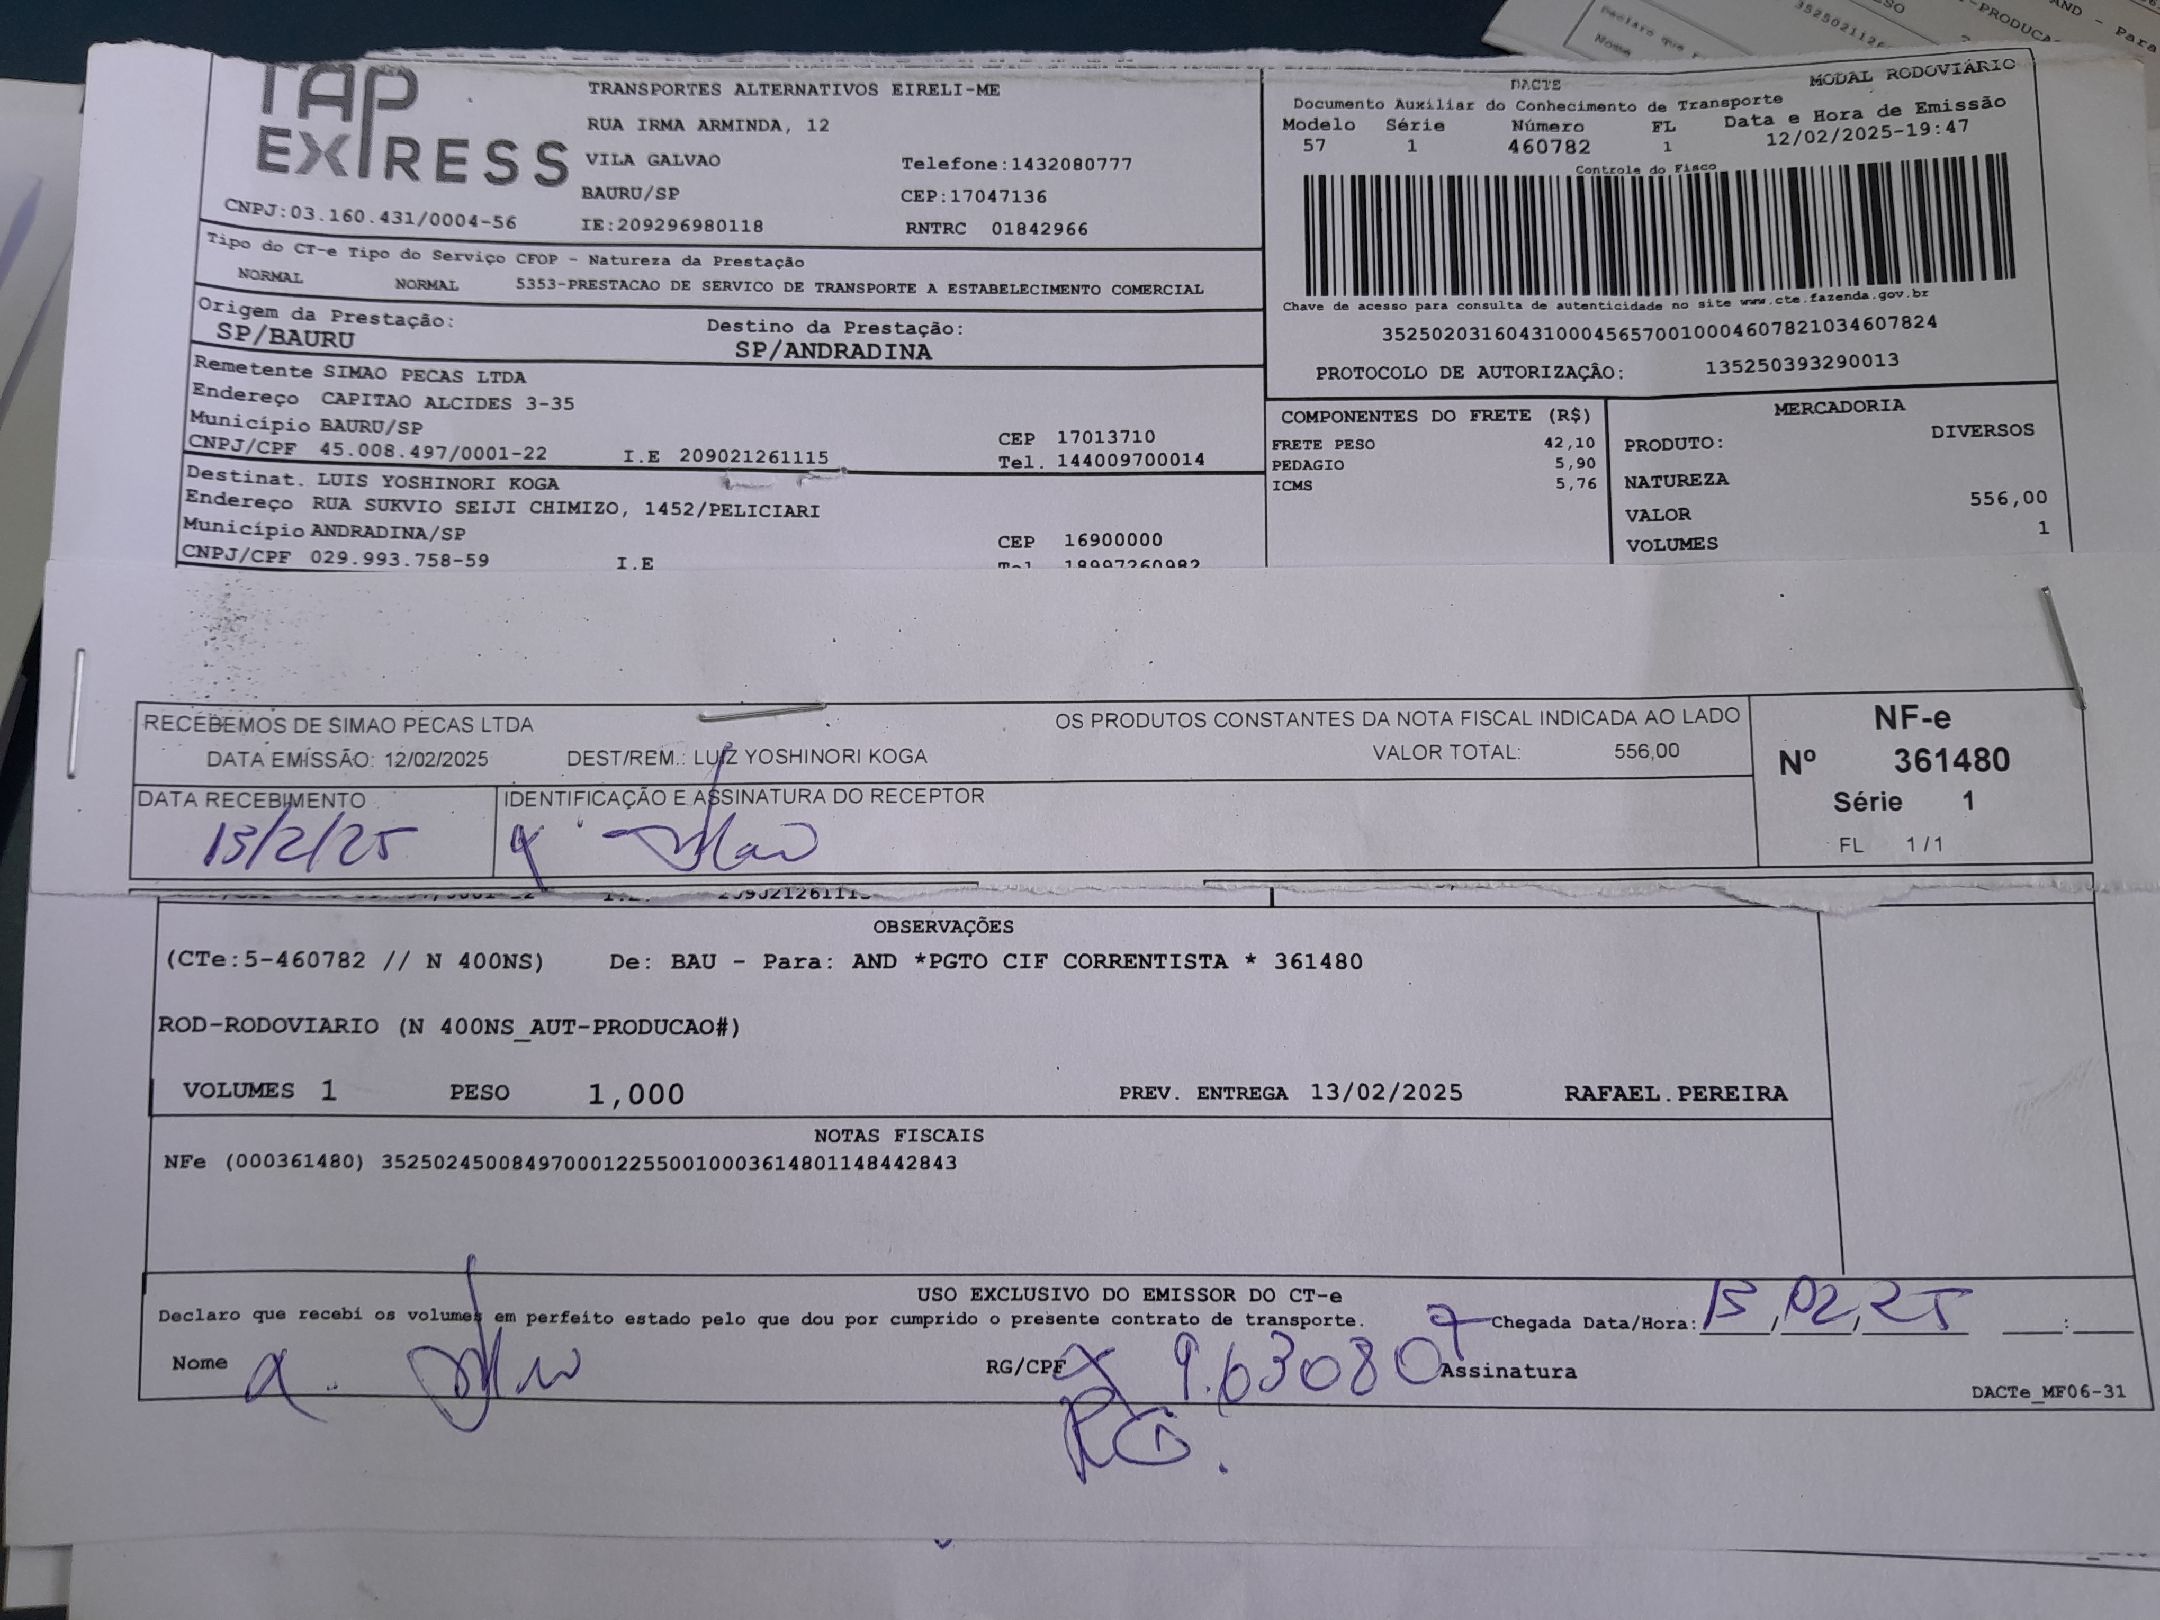 TAP
EXPRESS
CNPJ:03.160.431/0004-56
TRANSPORTES ALTERNATIVOS EIRELI-ME
RUA IRMA ARMINDA, 12
VILA GALVAO Telefone:1432080777
BAURU/SP CEP:17047136
IE:209296980118 RNTRC 01842966
DACTE MODAL RODOVIÁRIO
Documento Auxiliar do Conhecimento de Transporte
Modelo Série Número FL Data e Hora de Emissão
57 1 460782 1 12/02/2025-19:47
Controle do Fisco
Chave de acesso para consulta de autenticidade no site www.cte.fazenda.gov.br
35250203160431000456570010004607821034607824
PROTOCOLO DE AUTORIZAÇÃO: 135250393290013
Tipo do CT-e Tipo do Serviço CFOP - Natureza da Prestação
NORMAL NORMAL 5353-PRESTACAO DE SERVICO DE TRANSPORTE A ESTABELECIMENTO COMERCIAL
Origem da Prestação: Destino da Prestação:
SP/BAURU SP/ANDRADINA
Remetente SIMAO PECAS LTDA
Endereço CAPITAO ALCIDES 3-35
Município BAURU/SP CEP 17013710
CNPJ/CPF 45.008.497/0001-22 I.E 209021261115 Tel. 144009700014
Destinat. LUIS YOSHINORI KOGA
Endereço RUA SUKVIO SEIJI CHIMIZO, 1452/PELICIARI
Município ANDRADINA/SP CEP 16900000
CNPJ/CPF 029.993.758-59 I.E Tel 18997260982
COMPONENTES DO FRETE (R$)
FRETE PESO 42,10
PEDAGIO 5,90
ICMS 5,76
MERCADORIA
PRODUTO: DIVERSOS
NATUREZA
VALOR 556,00
VOLUMES 1
RECEBEMOS DE SIMAO PECAS LTDA OS PRODUTOS CONSTANTES DA NOTA FISCAL INDICADA AO LADO
DATA EMISSÃO: 12/02/2025 DEST/REM.: LUIZ YOSHINORI KOGA VALOR TOTAL: 556,00
DATA RECEBIMENTO IDENTIFICAÇÃO E ASSINATURA DO RECEPTOR
13/2/25
NF-e
Nº 361480
Série 1
FL 1/1
OBSERVAÇÕES
(CTe:5-460782 // N 400NS) De: BAU - Para: AND *PGTO CIF CORRENTISTA * 361480
ROD-RODOVIARIO (N 400NS_AUT-PRODUCAO#)
VOLUMES 1 PESO 1,000 PREV. ENTREGA 13/02/2025 RAFAEL.PEREIRA
NOTAS FISCAIS
NFe (000361480) 35250245008497000122550010003614801148442843
USO EXCLUSIVO DO EMISSOR DO CT-e
Declaro que recebi os volumes em perfeito estado pelo que dou por cumprido o presente contrato de transporte. Chegada Data/Hora: 13,02,25 __:__
Nome RG/CPF 9.630807 Assinatura
RG.
DACTe_MF06-31